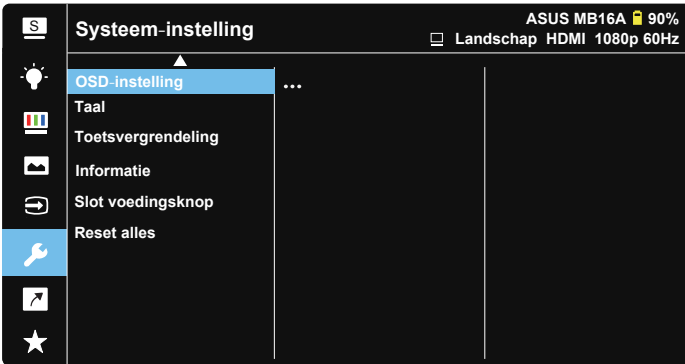 S
Systeem-instelling
ASUS MB16A 90%
Landschap HDMI 1080p 60Hz
OSD-instelling ...
Taal
Toetsvergrendeling
Informatie
Slot voedingsknop
Reset alles